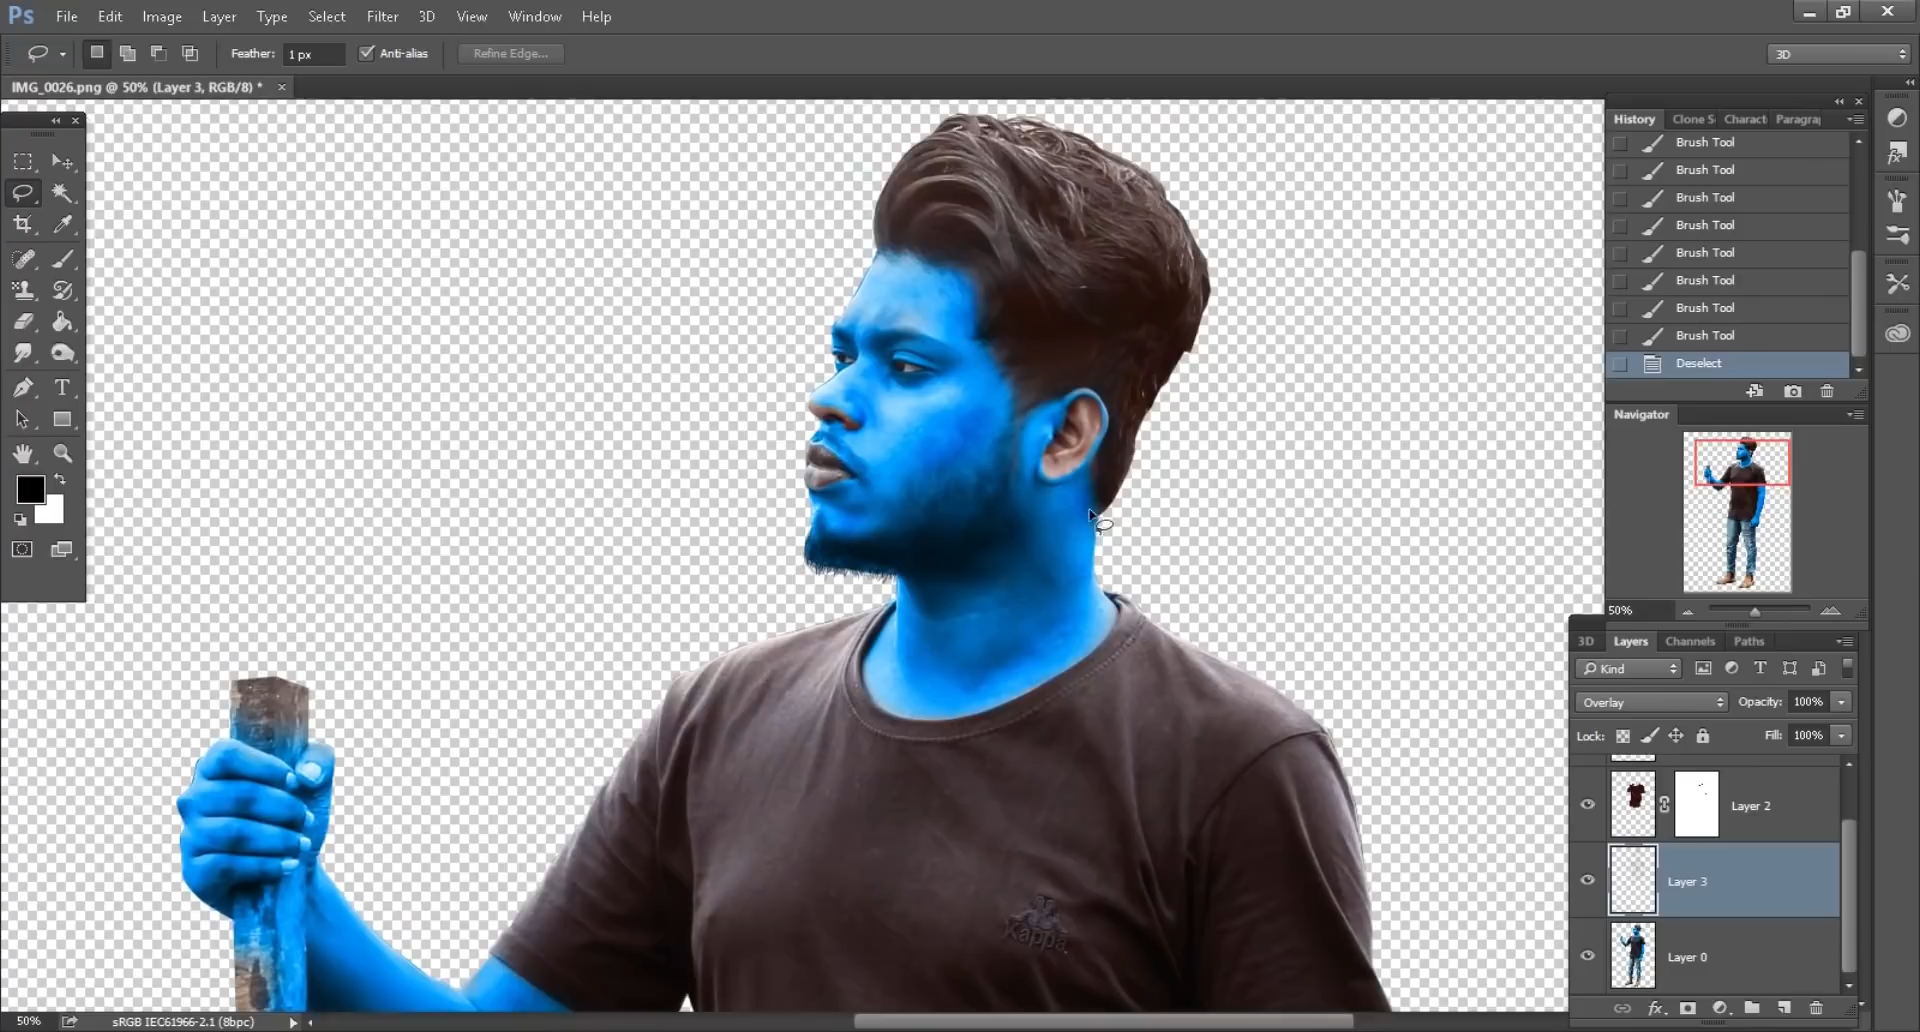 Ps File Edit Image Layer Type Select Filter 3D View Window Help
Feather: 1 px Anti-alias Refine Edge... 3D
IMG_0026.png @ 50% (Layer 3, RGB/8) *
History Clone S Charact Paragra
Brush Tool
Brush Tool
Brush Tool
Brush Tool
Brush Tool
Brush Tool
Brush Tool
Brush Tool
Deselect
Navigator
50%
3D Layers Channels Paths
Kind
Overlay Opacity: 100%
Lock: Fill: 100%
Layer 2
Layer 3
Layer 0
Kappa
50% sRGB IEC61966-2.1 (8bpc)